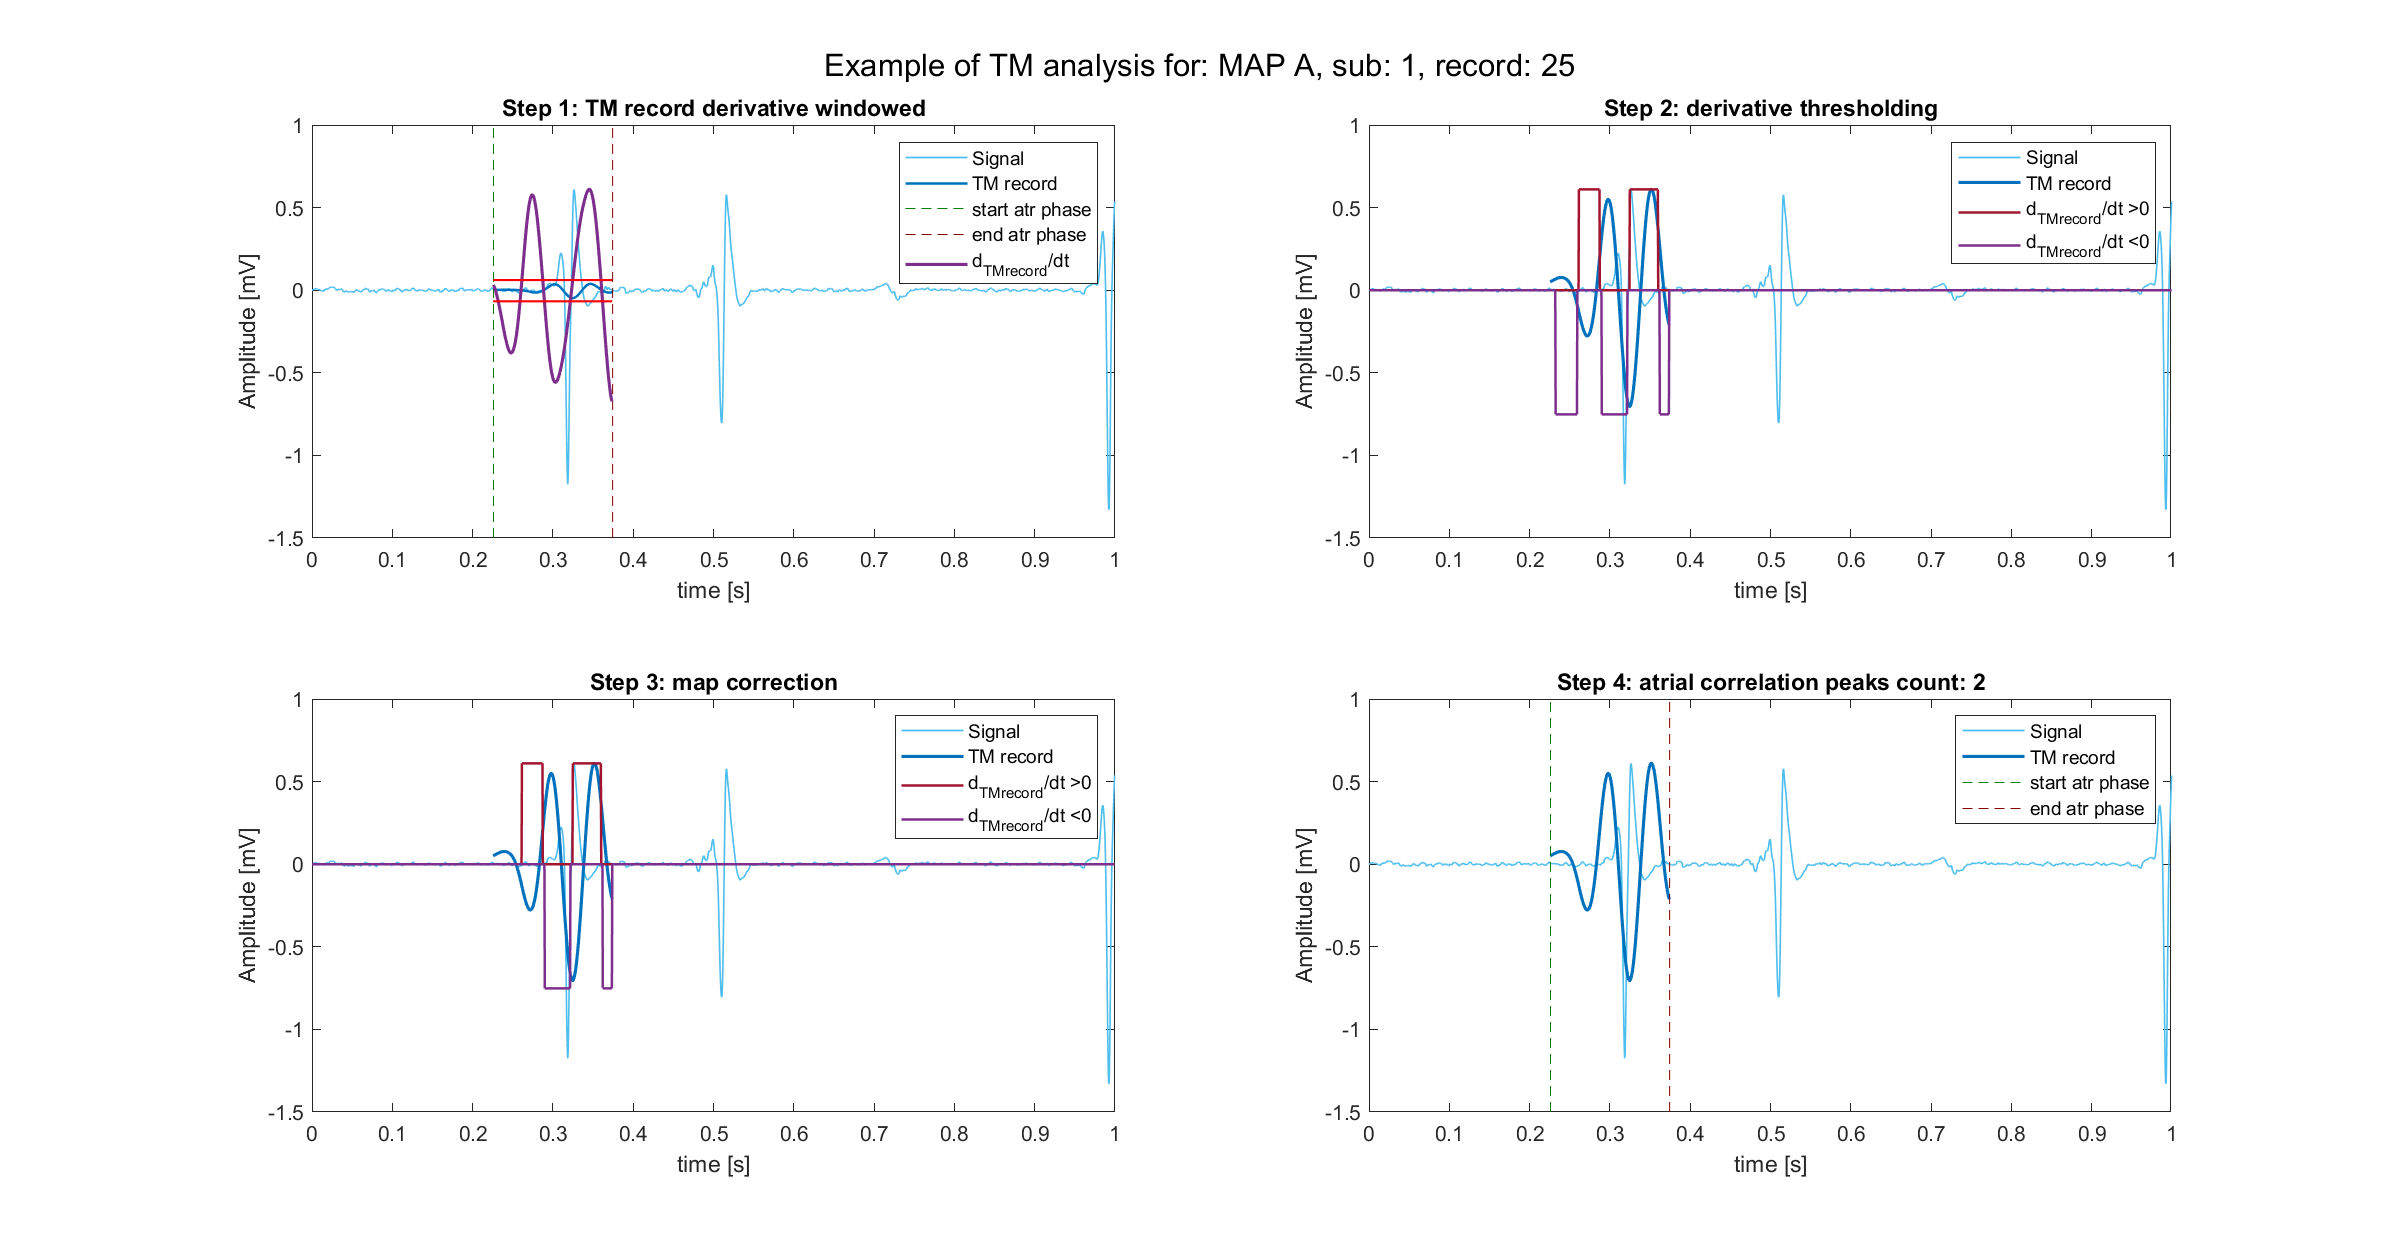 Example of TM analysis for: MAP A, sub: 1, record: 25
Step 1: TM record derivative windowed
1
0.5
0
-0.5
-1
-1.5
Amplitude [mV]
0 0.1 0.2 0.3 0.4 0.5 0.6 0.7 0.8 0.9 1
time [s]
Signal
TM record
start atr phase
end atr phase
dTMrecord/dt
Step 2: derivative thresholding
1
0.5
0
-0.5
-1
-1.5
Amplitude [mV]
0 0.1 0.2 0.3 0.4 0.5 0.6 0.7 0.8 0.9 1
time [s]
Signal
TM record
dTMrecord/dt >0
dTMrecord/dt <0
Step 3: map correction
1
0.5
0
-0.5
-1
-1.5
Amplitude [mV]
0 0.1 0.2 0.3 0.4 0.5 0.6 0.7 0.8 0.9 1
time [s]
Signal
TM record
dTMrecord/dt >0
dTMrecord/dt <0
Step 4: atrial correlation peaks count: 2
1
0.5
0
-0.5
-1
-1.5
Amplitude [mV]
0 0.1 0.2 0.3 0.4 0.5 0.6 0.7 0.8 0.9 1
time [s]
Signal
TM record
start atr phase
end atr phase